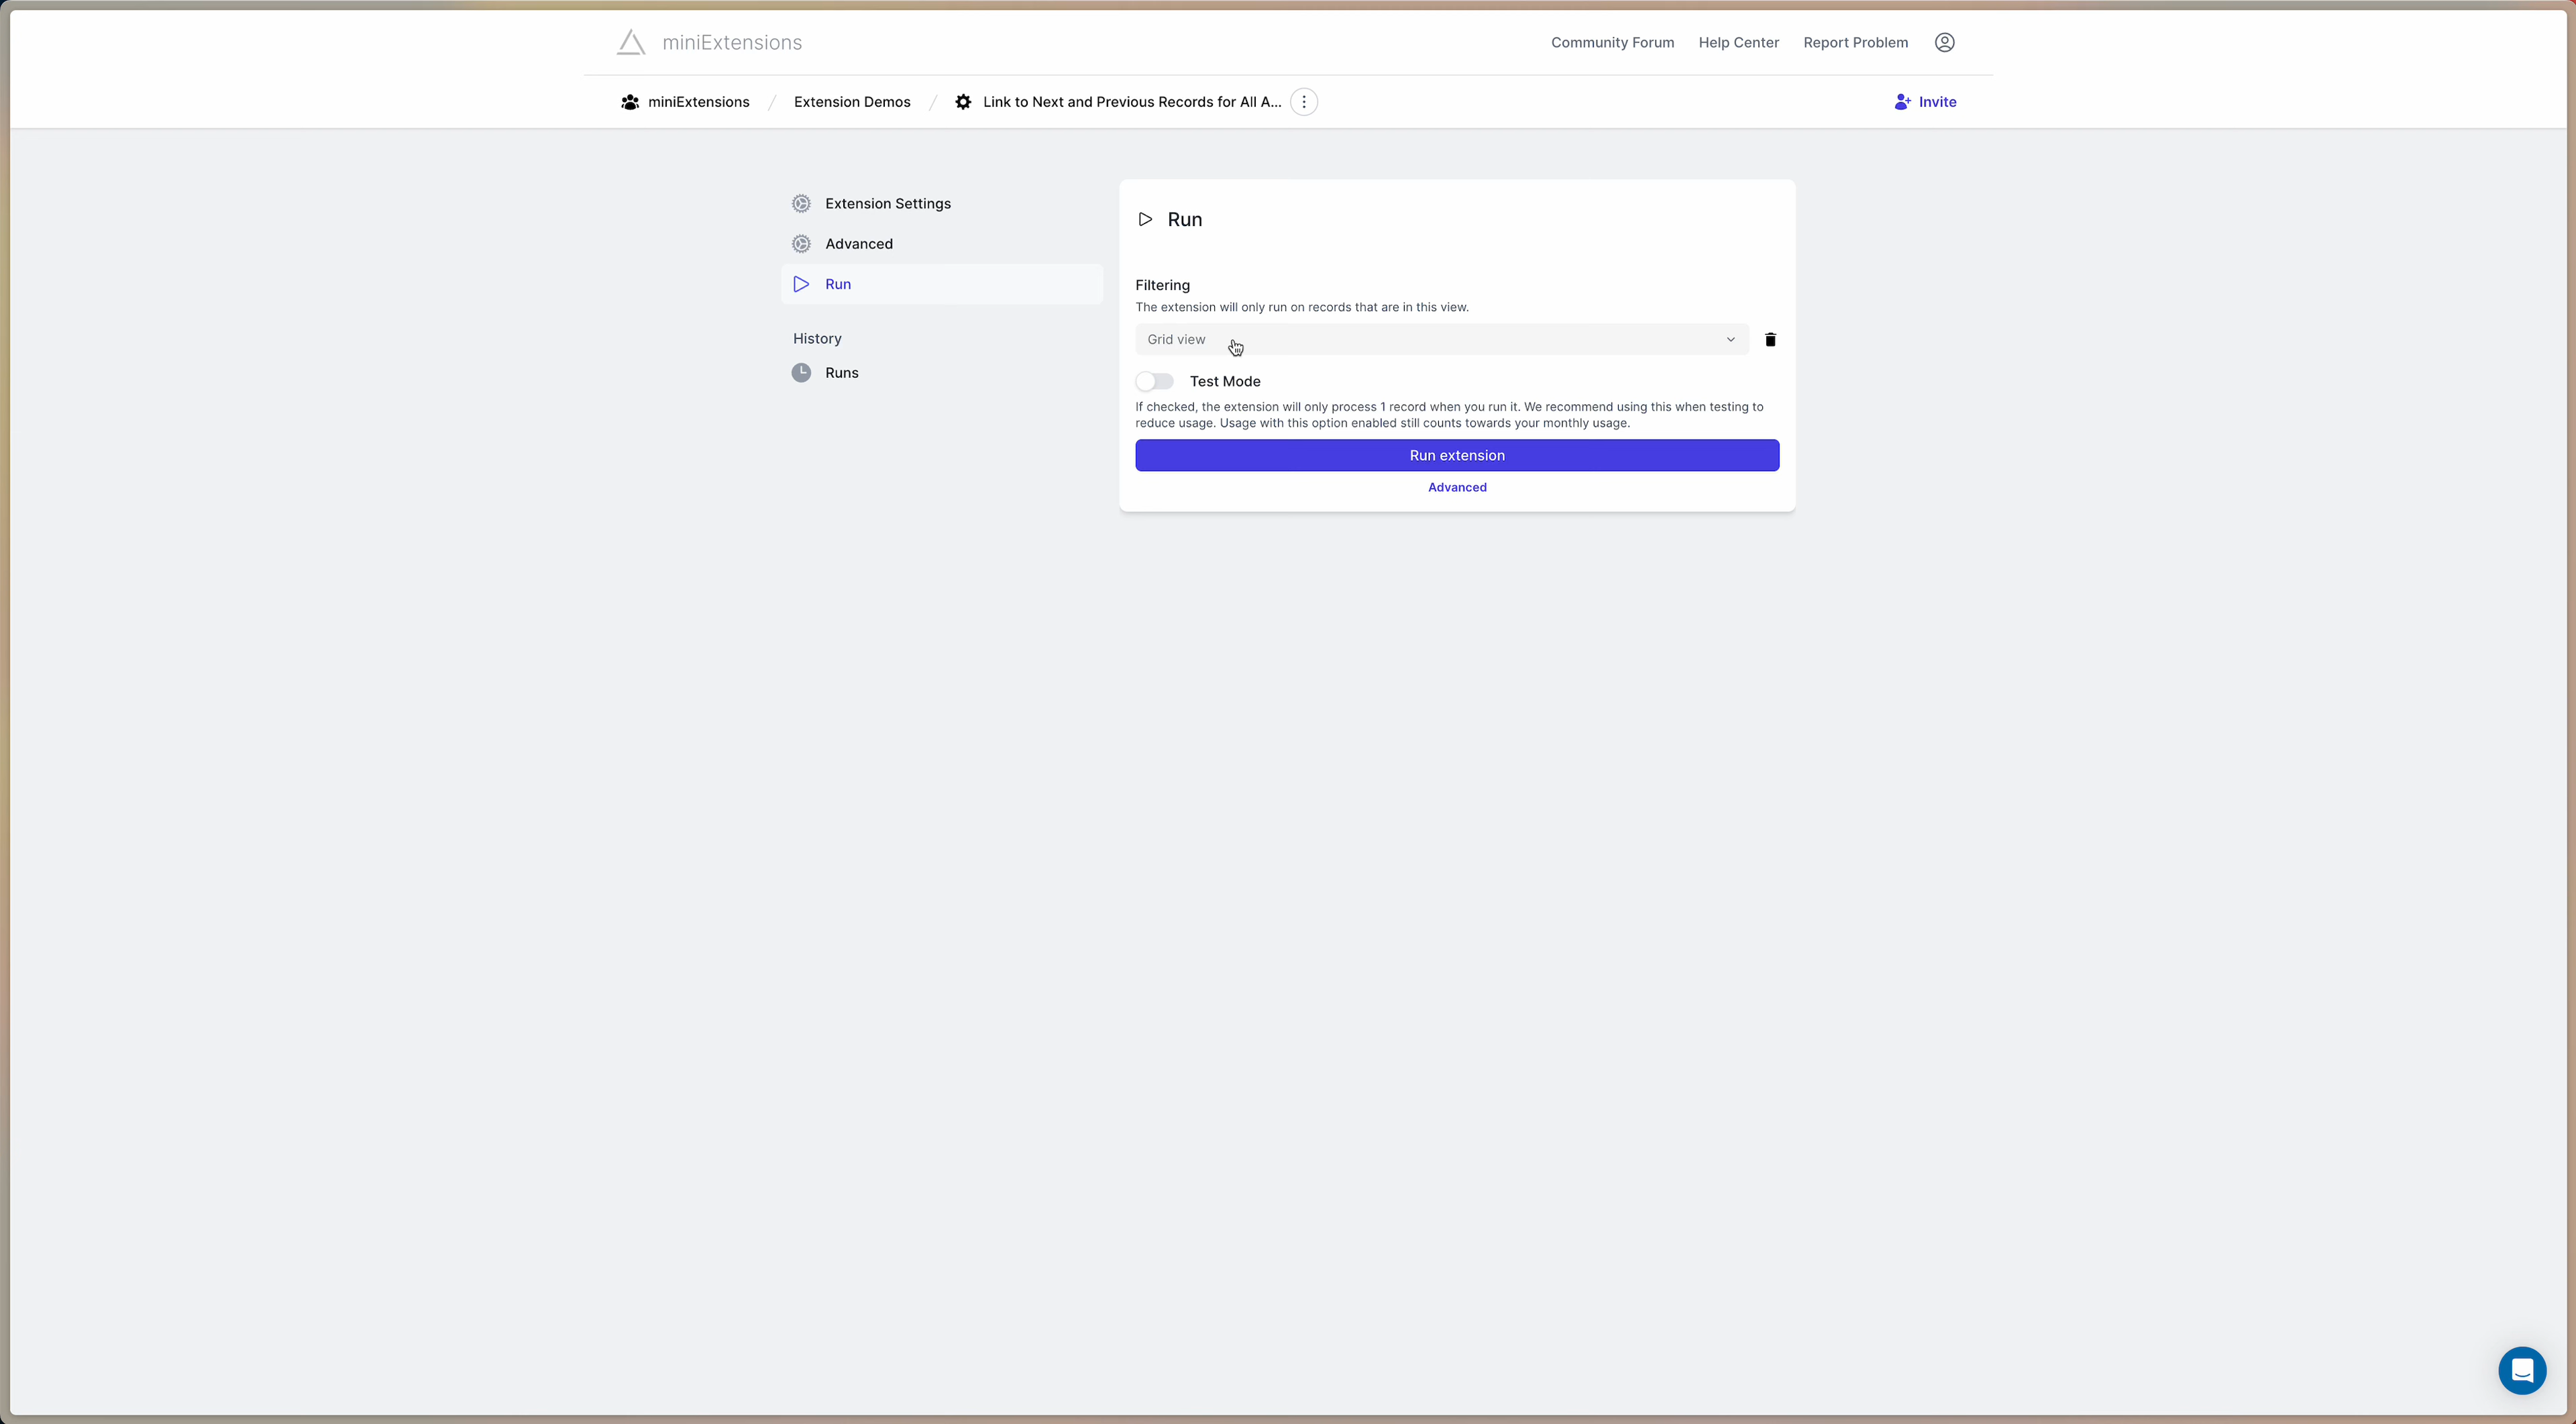 miniExtensions
Community Forum
Help Center
Report Problem
miniExtensions / Extension Demos / Link to Next and Previous Records for All A...
Invite
Extension Settings
Advanced
Run
History
Runs
Run
Filtering
The extension will only run on records that are in this view.
Grid view
Test Mode
If checked, the extension will only process 1 record when you run it. We recommend using this when testing to
reduce usage. Usage with this option enabled still counts towards your monthly usage.
Run extension
Advanced